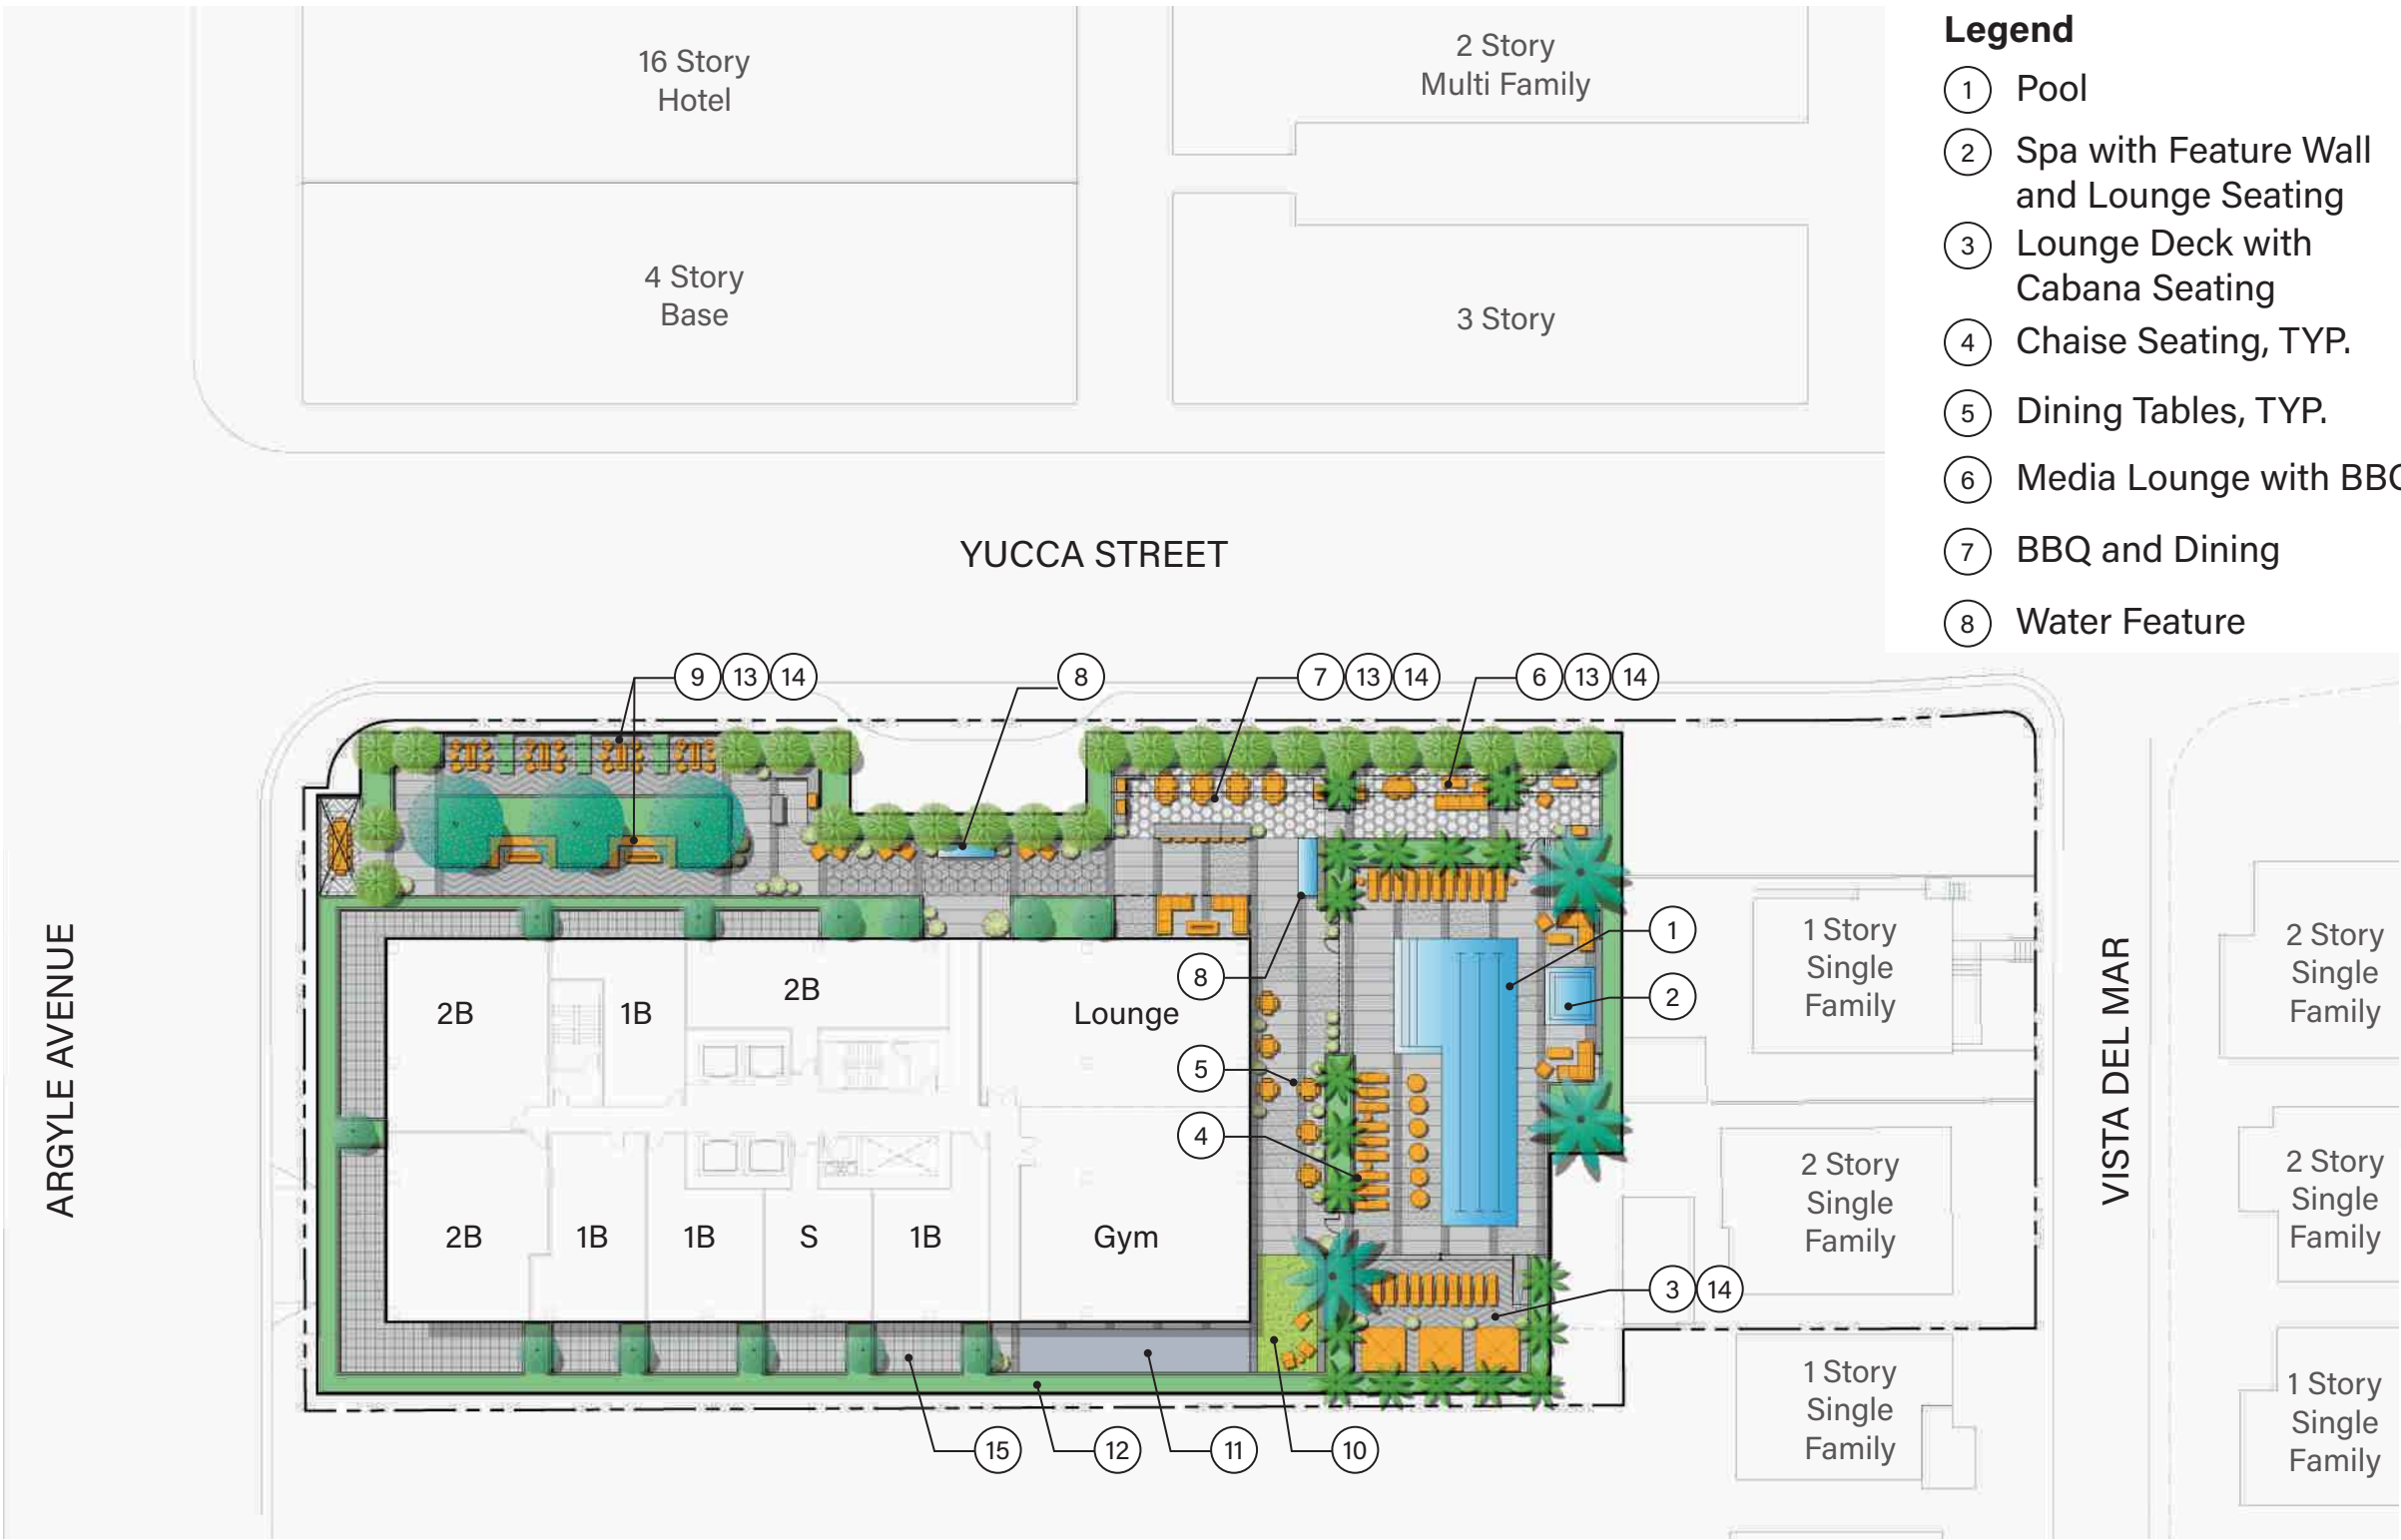 16 Story
Hotel
2 Story
Multi Family
4 Story
Base
3 Story
Legend
1 Pool
2 Spa with Feature Wall
and Lounge Seating
3 Lounge Deck with
Cabana Seating
4 Chaise Seating, TYP.
5 Dining Tables, TYP.
6 Media Lounge with BBQ
7 BBQ and Dining
8 Water Feature
YUCCA STREET
9 13 14
8
7 13 14
6 13 14
ARGYLE AVENUE
2B
1B
2B
Lounge
8
5
4
1
2
2B
1B
1B
S
1B
Gym
3 14
15
12
11
10
1 Story
Single
Family
2 Story
Single
Family
1 Story
Single
Family
VISTA DEL MAR
2 Story
Single
Family
2 Story
Single
Family
1 Story
Single
Family